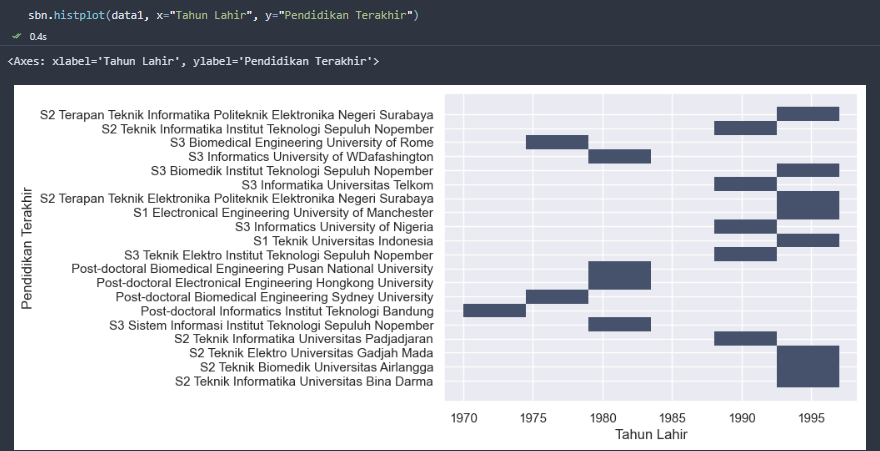 sbn.histplot(data1, x="Tahun Lahir", y="Pendidikan Terakhir")
0.4s
<Axes: xlabel='Tahun Lahir', ylabel='Pendidikan Terakhir'>
Pendidikan Terakhir
S2 Terapan Teknik Informatika Politeknik Elektronika Negeri Surabaya
S2 Teknik Informatika Institut Teknologi Sepuluh Nopember
S3 Biomedical Engineering University of Rome
S3 Informatics University of WDafashington
S3 Biomedik Institut Teknologi Sepuluh Nopember
S3 Informatika Universitas Telkom
S2 Terapan Teknik Elektronika Politeknik Elektronika Negeri Surabaya
S1 Electronical Engineering University of Manchester
S3 Informatics University of Nigeria
S1 Teknik Universitas Indonesia
S3 Teknik Elektro Institut Teknologi Sepuluh Nopember
Post-doctoral Biomedical Engineering Pusan National University
Post-doctoral Electronical Engineering Hongkong University
Post-doctoral Biomedical Engineering Sydney University
Post-doctoral Informatics Institut Teknologi Bandung
S3 Sistem Informasi Institut Teknologi Sepuluh Nopember
S2 Teknik Informatika Universitas Padjadjaran
S2 Teknik Elektro Universitas Gadjah Mada
S2 Teknik Biomedik Universitas Airlangga
S2 Teknik Informatika Universitas Bina Darma
1970 1975 1980 1985 1990 1995
Tahun Lahir